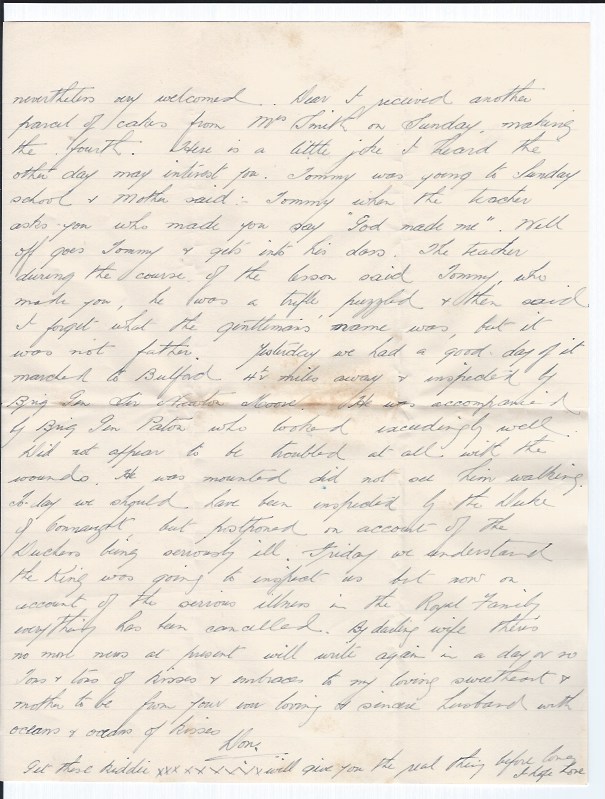 nevertheless very welcomed. Dear I received another
parcel of cakes from Mrs Smith on Sunday, making
the fourth. Here is a little joke I heard the
other day may interest you. Tommy was going to Sunday
school & Mother said:- Tommy when the teacher
asks you who made you say "God made me". Well
off goes Tommy & gets into his class. The teacher
during the course of the lesson said Tommy, who
made you, he was a trifle puzzled & then said
I forget what the gentlemans name was, but it
was not father. Yesterday we had a good day of it
marched to Bulford 4½ miles away & inspected by
Brig Gen Sir Newton Moore. He was accompanied
by Brig Gen Paton who looked exceedingly well.
Did not appear to be troubled at all with the
wounds. He was mounted did not see him walking.
To-day we should have been inspected by the Duke
of Connaught, but postponed on account of the
Duchess being seriously ill. Friday we understand
the King was going to inspect us but now on
account of the serious illness in the Royal Family
everything has been cancelled. My darling wife there's
no more news at present will write again in a day or so
Tons & tons of kisses & embraces to my loving sweetheart &
mother to be from your ever loving & sincere husband with
oceans & oceans of kisses
Get these kiddie xxx x x x x x x will give you the real thing before long I hope Love